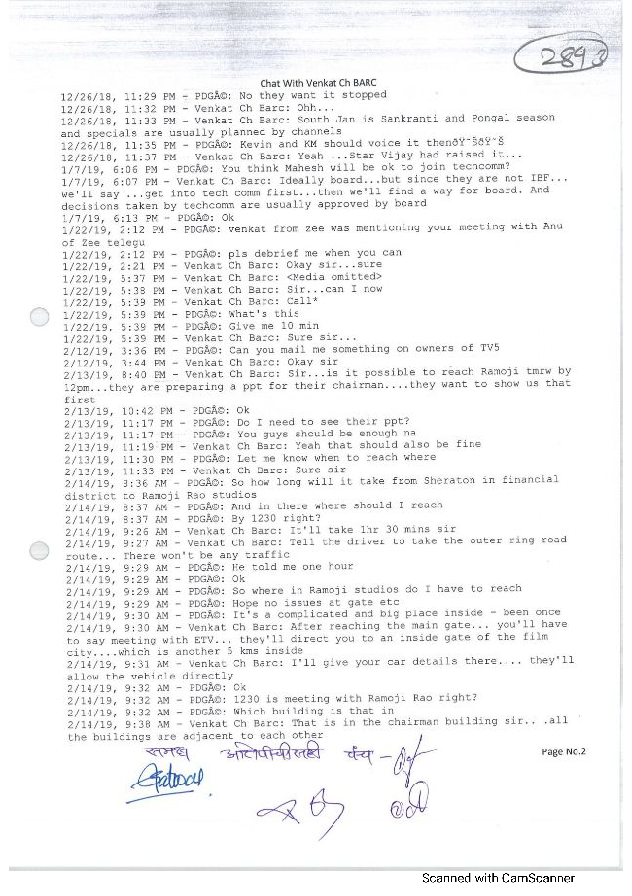 2893
Chat With Venkat Ch BARC
12/26/18, 11:29 PM - PDGÂ©: No they want it stopped
12/26/18, 11:32 PM - Venkat Ch Barc: Ohh...
12/26/18, 11:33 PM - Venkat Ch Barc: South Jan is Sankranti and Pongal season
and specials are usually planned by channels
12/26/18, 11:35 PM - PDGÂ©: Kevin and KM should voice it thenðŸ˜ŠðŸ˜Š
12/26/18, 11:37 PM - Venkat Ch Barc: Yeah ...Star Vijay had raised it...
1/7/19, 6:06 PM - PDGÂ©: You think Mahesh will be ok to join techcomm?
1/7/19, 6:07 PM - Venkat Ch Barc: Ideally board...but since they are not IBF...
we'll say ...get into tech comm first...then we'll find a way for board. And
decisions taken by techcomm are usually approved by board
1/7/19, 6:13 PM - PDGÂ©: Ok
1/22/19, 2:12 PM - PDGÂ©: venkat from zee was mentioning your meeting with Anu
of Zee telegu
1/22/19, 2:12 PM - PDGÂ©: pls debrief me when you can
1/22/19, 2:21 PM - Venkat Ch Barc: Okay sir...sure
1/22/19, 5:37 PM - Venkat Ch Barc: <Media omitted>
1/22/19, 5:38 PM - Venkat Ch Barc: Sir...can I now
1/22/19, 5:39 PM - Venkat Ch Barc: Call*
1/22/19, 5:39 PM - PDGÂ©: What's this
1/22/19, 5:39 PM - PDGÂ©: Give me 10 min
1/22/19, 5:39 PM - Venkat Ch Barc: Sure sir...
2/12/19, 3:36 PM - PDGÂ©: Can you mail me something on owners of TV5
2/12/19, 3:44 PM - Venkat Ch Barc: Okay sir
2/13/19, 8:40 PM - Venkat Ch Barc: Sir...is it possible to reach Ramoji tmrw by
12pm...they are preparing a ppt for their chairman....they want to show us that
first
2/13/19, 10:42 PM - PDGÂ©: Ok
2/13/19, 11:17 PM - PDGÂ©: Do I need to see their ppt?
2/13/19, 11:17 PM - PDGÂ©: You guys should be enough na
2/13/19, 11:19 PM - Venkat Ch Barc: Yeah that should also be fine
2/13/19, 11:30 PM - PDGÂ©: Let me know when to reach where
2/13/19, 11:33 PM - Venkat Ch Barc: Sure sir
2/14/19, 8:36 AM - PDGÂ©: So how long will it take from Sheraton in financial
district to Ramoji Rao studios
2/14/19, 8:37 AM - PDGÂ©: And in there where should I reach
2/14/19, 8:37 AM - PDGÂ©: By 1230 right?
2/14/19, 9:26 AM - Venkat Ch Barc: It'll take 1hr 30 mins sir
2/14/19, 9:27 AM - Venkat Ch Barc: Tell the driver to take the outer ring road
route... There won't be any traffic
2/14/19, 9:29 AM - PDGÂ©: He told me one hour
2/14/19, 9:29 AM - PDGÂ©: Ok
2/14/19, 9:29 AM - PDGÂ©: So where in Ramoji studios do I have to reach
2/14/19, 9:29 AM - PDGÂ©: Hope no issues at gate etc
2/14/19, 9:30 AM - PDGÂ©: It's a complicated and big place inside - been once
2/14/19, 9:30 AM - Venkat Ch Barc: After reaching the main gate... you'll have
to say meeting with ETV... they'll direct you to an inside gate of the film
city....which is another 5 kms inside
2/14/19, 9:31 AM - Venkat Ch Barc: I'll give your car details there.... they'll
allow the vehicle directly
2/14/19, 9:32 AM - PDGÂ©: Ok
2/14/19, 9:32 AM - PDGÂ©: 1230 is meeting with Ramoji Rao right?
2/14/19, 9:32 AM - PDGÂ©: Which building is that in
2/14/19, 9:38 AM - Venkat Ch Barc: That is in the chairman building sir.. .all
the buildings are adjacent to each other
समक्ष पंच -
Page No.2
Scanned with CamScanner